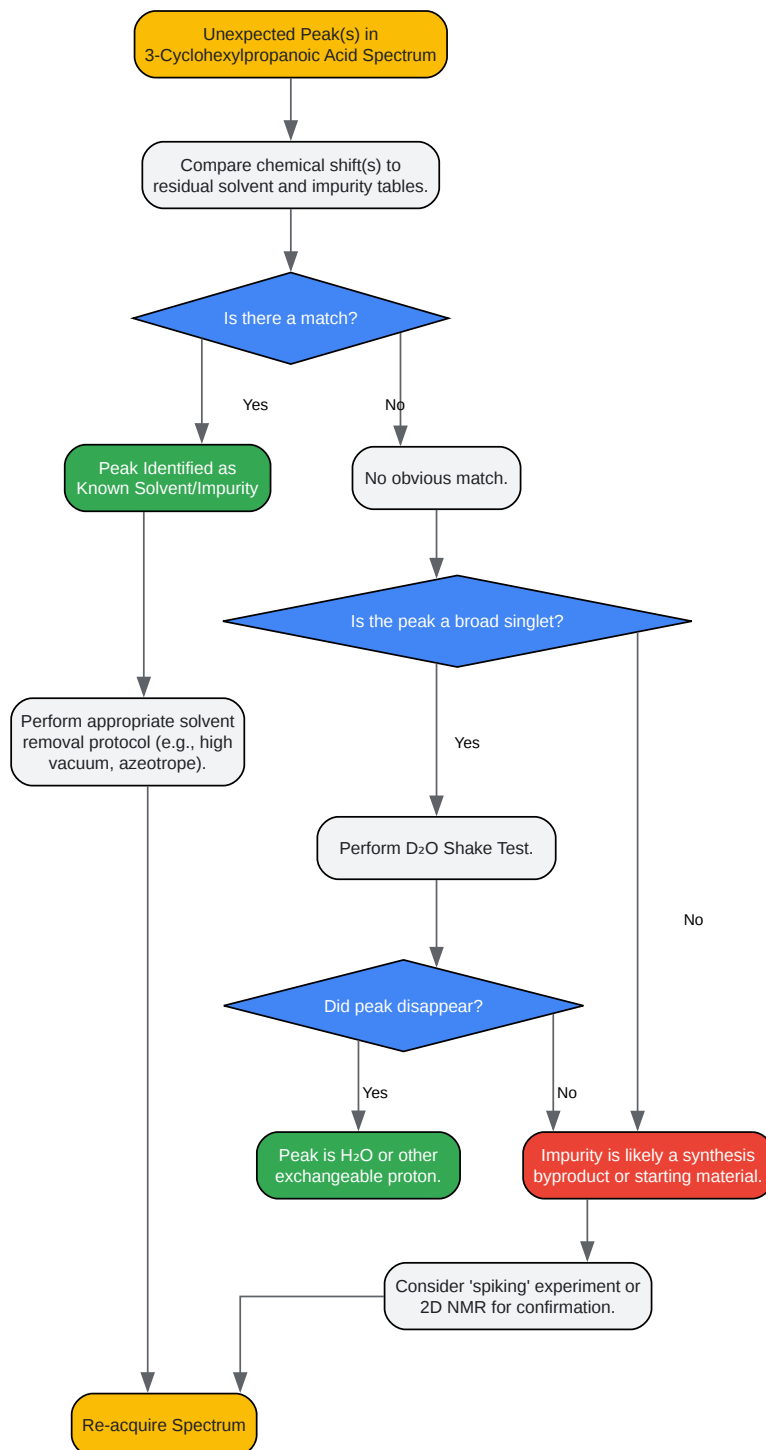 Unexpected Peak(s) in
3-Cyclohexylpropanoic Acid Spectrum
Compare chemical shift(s) to
residual solvent and impurity tables.
Is there a match?
Yes
No
Peak Identified as
Known Solvent/Impurity
No obvious match.
Is the peak a broad singlet?
Perform appropriate solvent
removal protocol (e.g., high
vacuum, azeotrope).
Yes
Perform D₂O Shake Test.
No
Did peak disappear?
Yes
No
Peak is H₂O or other
exchangeable proton.
Impurity is likely a synthesis
byproduct or starting material.
Consider 'spiking' experiment or
2D NMR for confirmation.
Re-acquire Spectrum